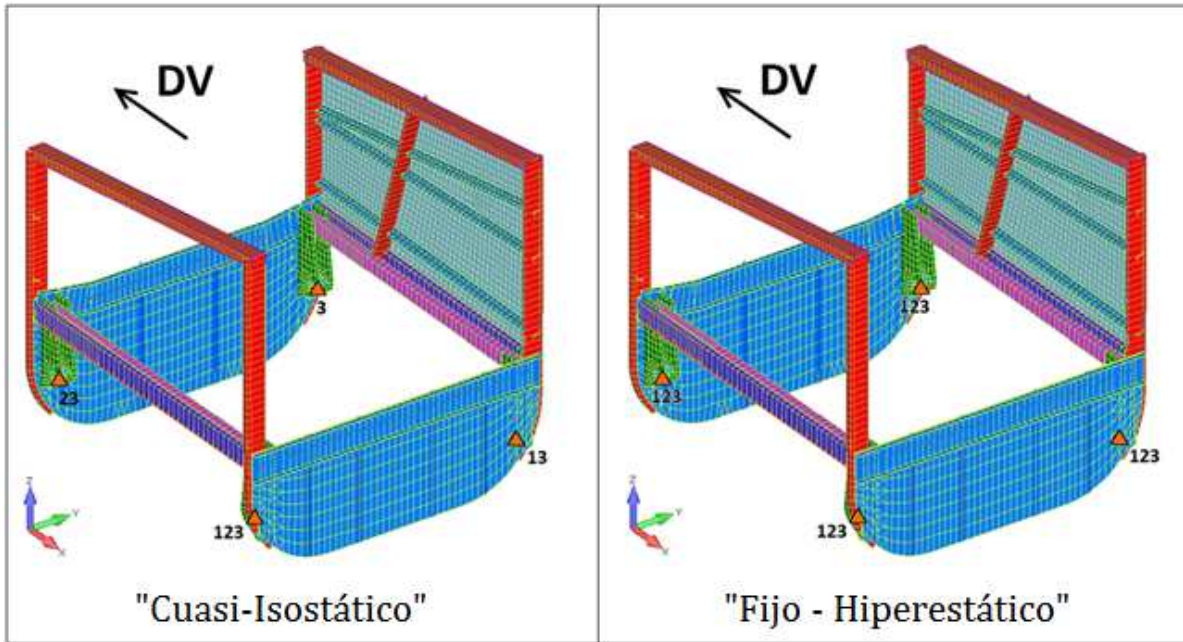 DV
3
23
13
123
Z
Y
X
"Cuasi-Isostático"
DV
123
123
123
123
Z
Y
X
"Fijo - Hiperestático"